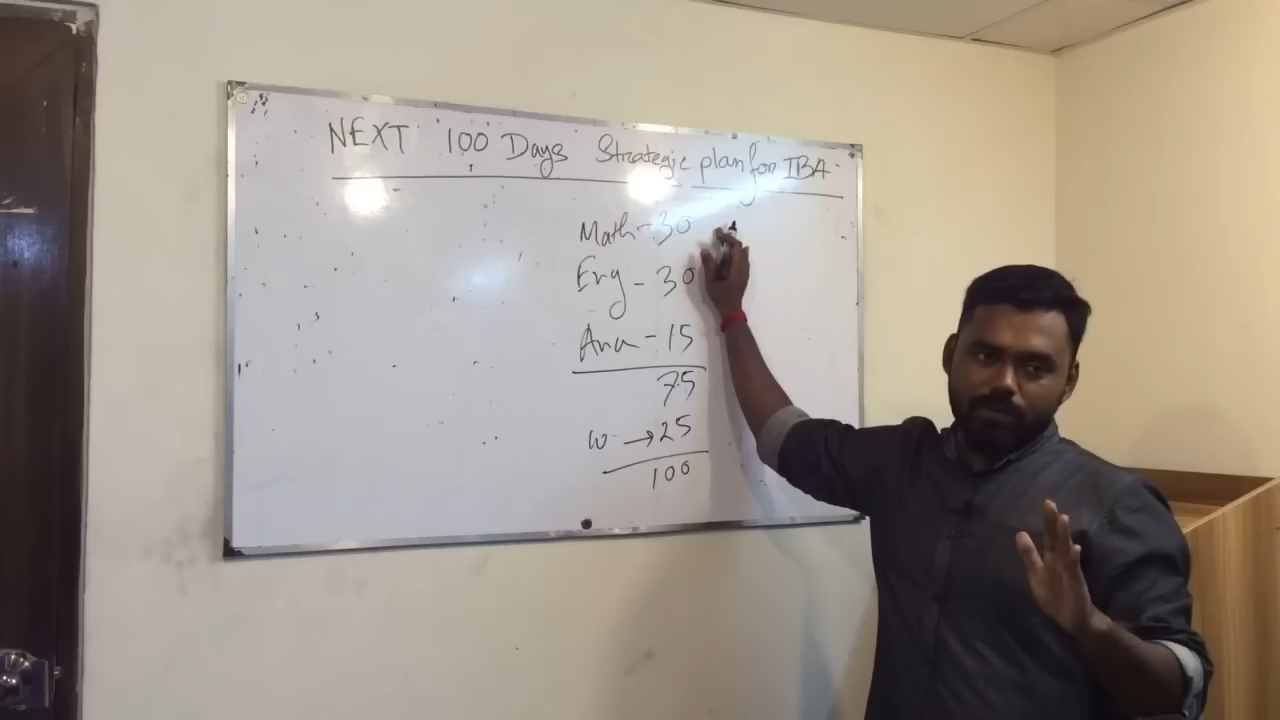 NEXT 100 Days Strategic plan for IBA
Math - 30
Eng - 30
Ana - 15
75
W → 25
100